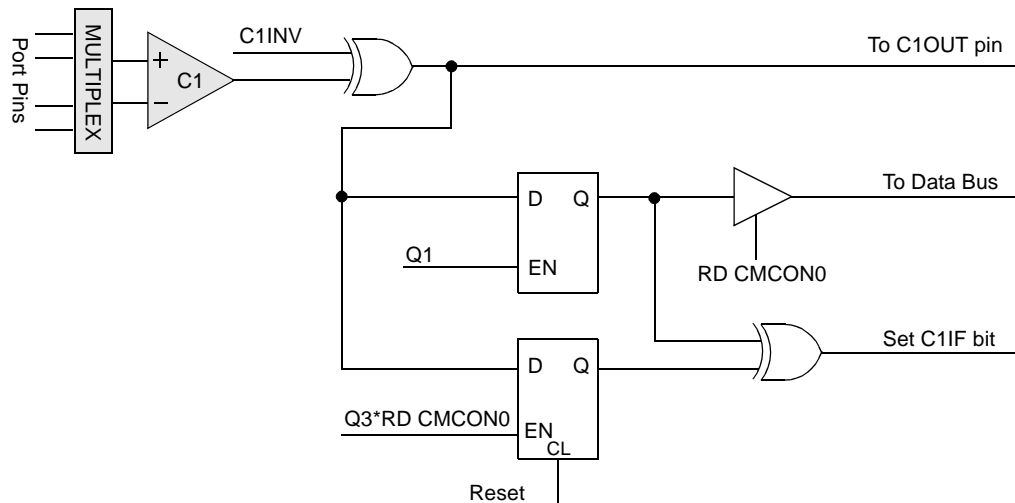 Port Pins
MULTIPLEX
+
−
C1
C1INV
To C1OUT pin
D
Q
Q1
EN
To Data Bus
RD CMCON0
D
Q
Q3*RD CMCON0
EN
CL
Set C1IF bit
Reset